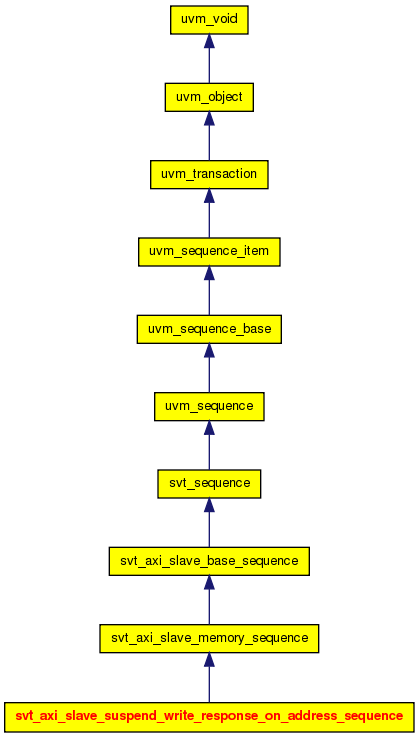 uvm_void
uvm_object
uvm_transaction
uvm_sequence_item
uvm_sequence_base
uvm_sequence
svt_sequence
svt_axi_slave_base_sequence
svt_axi_slave_memory_sequence
svt_axi_slave_suspend_write_response_on_address_sequence